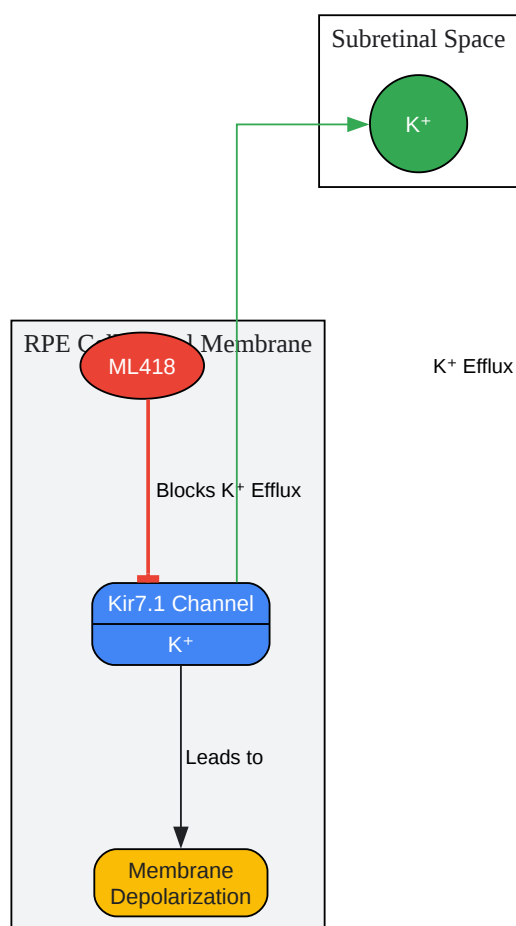 Subretinal Space
K⁺
RPE Membrane
ML418
K⁺ Efflux
Blocks K⁺ Efflux
Kir7.1 Channel
K⁺
Leads to
Membrane
Depolarization